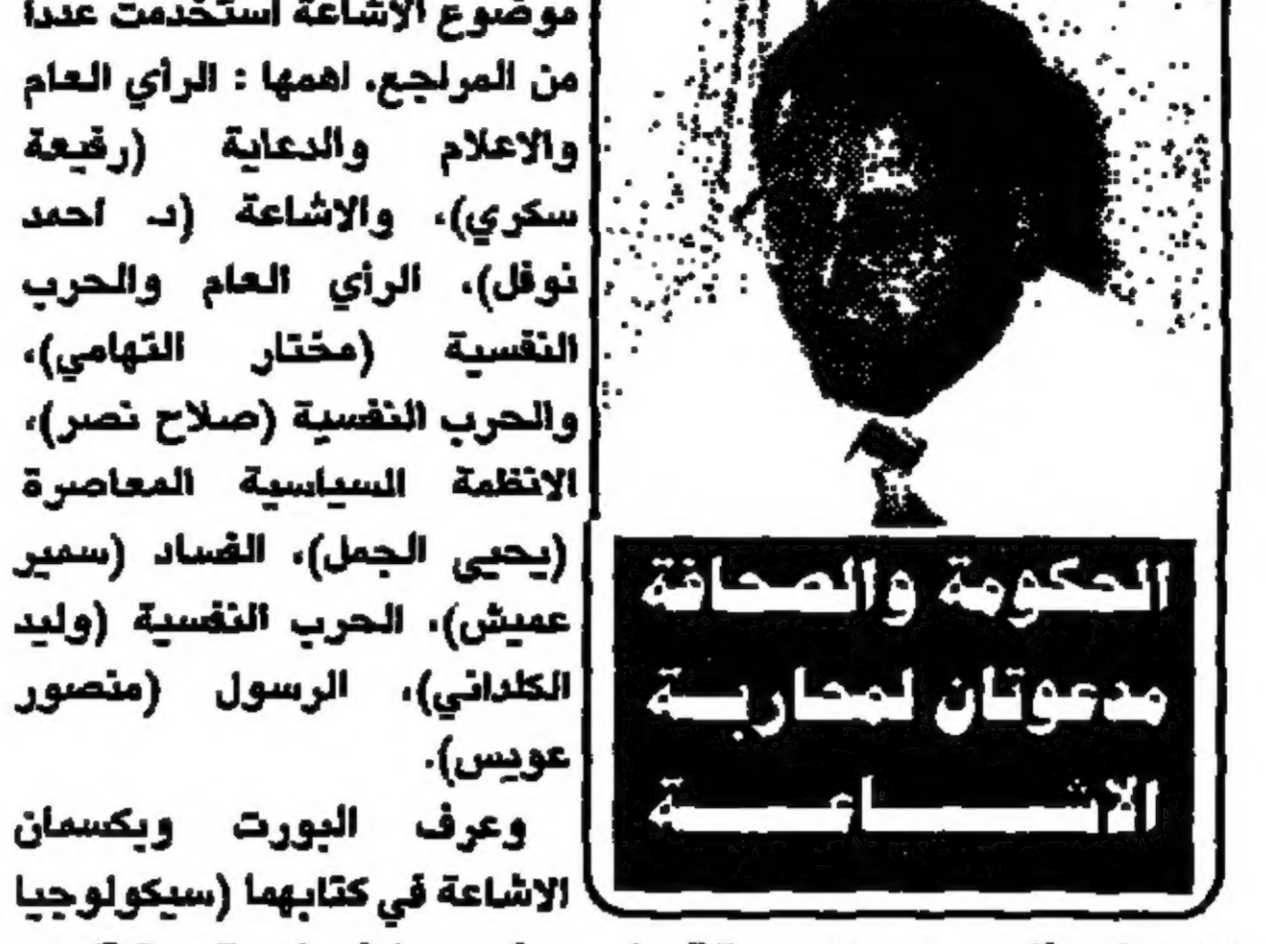 موضوع الاشاعة استخدمت عددا
من المراجع، اهمها : الرأي العام
والاعلام والدعاية (رفيعة
سكري)، والاشاعة (د. احمد
نوفل)، الرأي العام والحرب
النفسية (مختار التهامي)،
والحرب النفسية (صلاح نصر)،
الانظمة السياسية المعاصرة
(يحيى الجمل)، الفساد (سمير
عميش)، الحرب النفسية (وليد
الكلداني)، الرسول (منصور
عويس).
وعرف البورت ويكسمان
الاشاعة في كتابهما (سيكولوجيا
الحكومة والصحافة
مدعوتان لمحاربة
الاشاعة